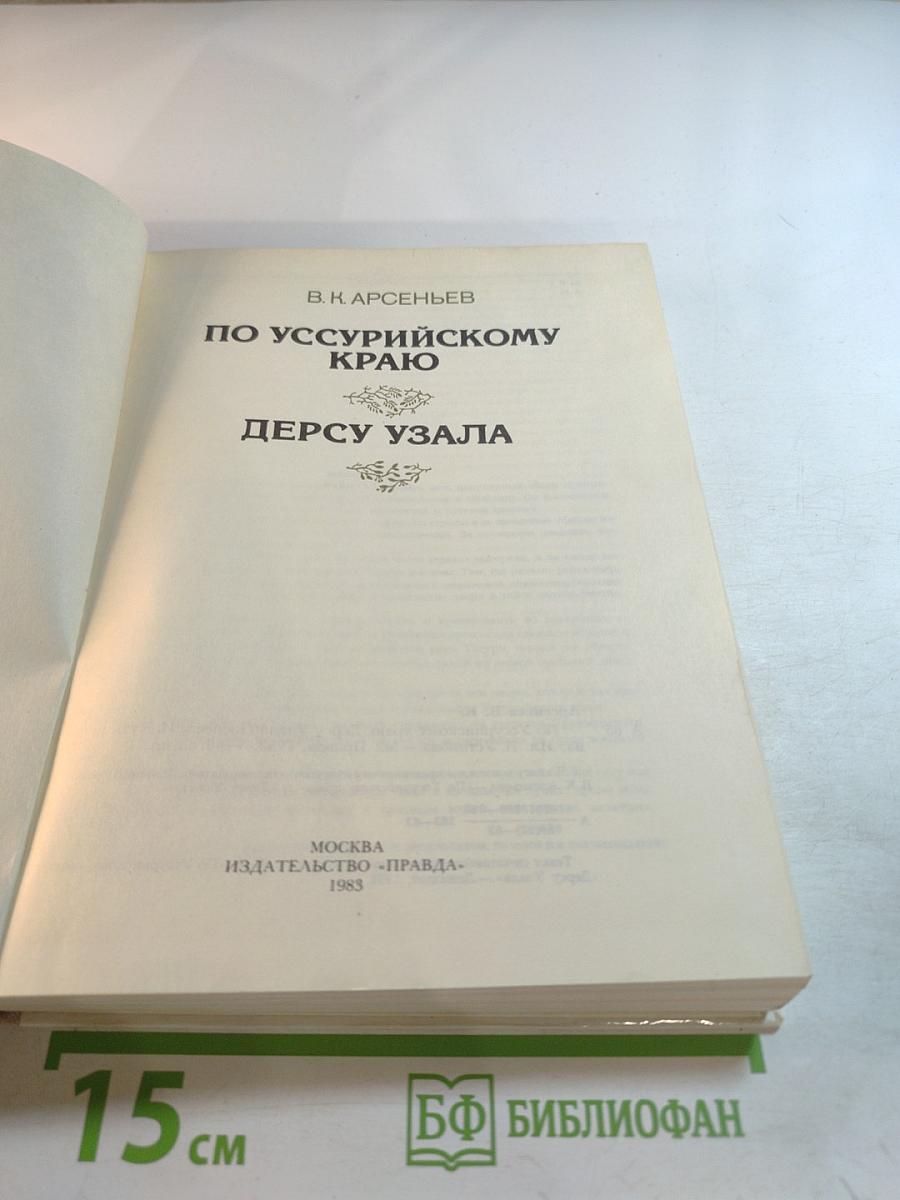 В. К. АРСЕНЬЕВ
ПО УССУРИЙСКОМУ
КРАЮ
ДЕРСУ УЗАЛА
МОСКВА
ИЗДАТЕЛЬСТВО «ПРАВДА»
1983
15 см
БФ БИБЛИОФАН